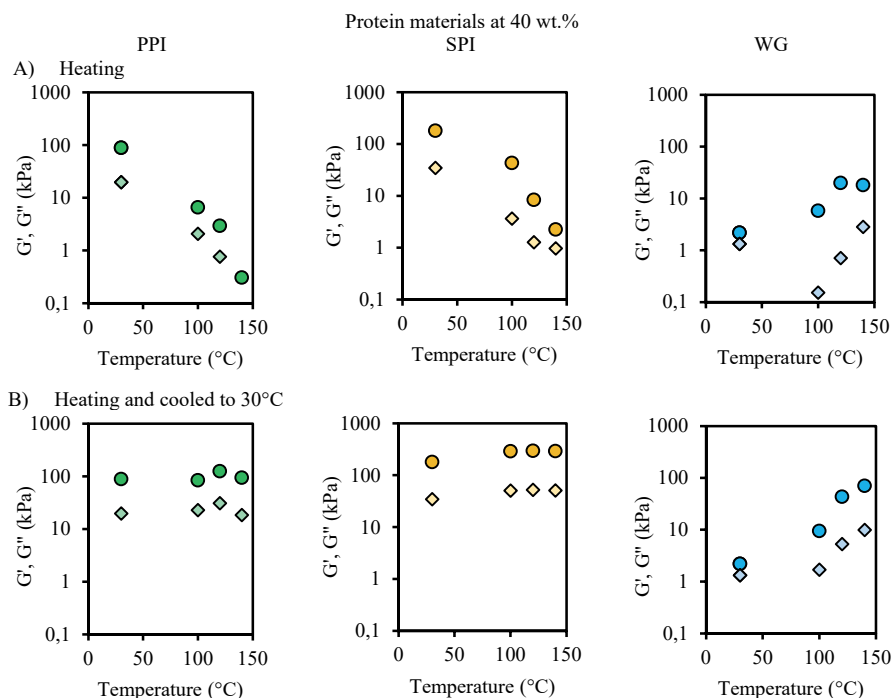 Protein materials at 40 wt.%
PPI SPI WG
A) Heating
1000
100
10
1
0,1
G', G" (kPa)
0 50 100 150
Temperature (°C)
1000
100
10
1
0,1
G', G" (kPa)
0 50 100 150
Temperature (°C)
1000
100
10
1
0,1
G', G" (kPa)
0 50 100 150
Temperature (°C)
B) Heating and cooled to 30°C
1000
100
10
1
0,1
G', G" (kPa)
0 50 100 150
Temperature (°C)
1000
100
10
1
0,1
G', G" (kPa)
0 50 100 150
Temperature (°C)
1000
100
10
1
0,1
G', G" (kPa)
0 50 100 150
Temperature (°C)